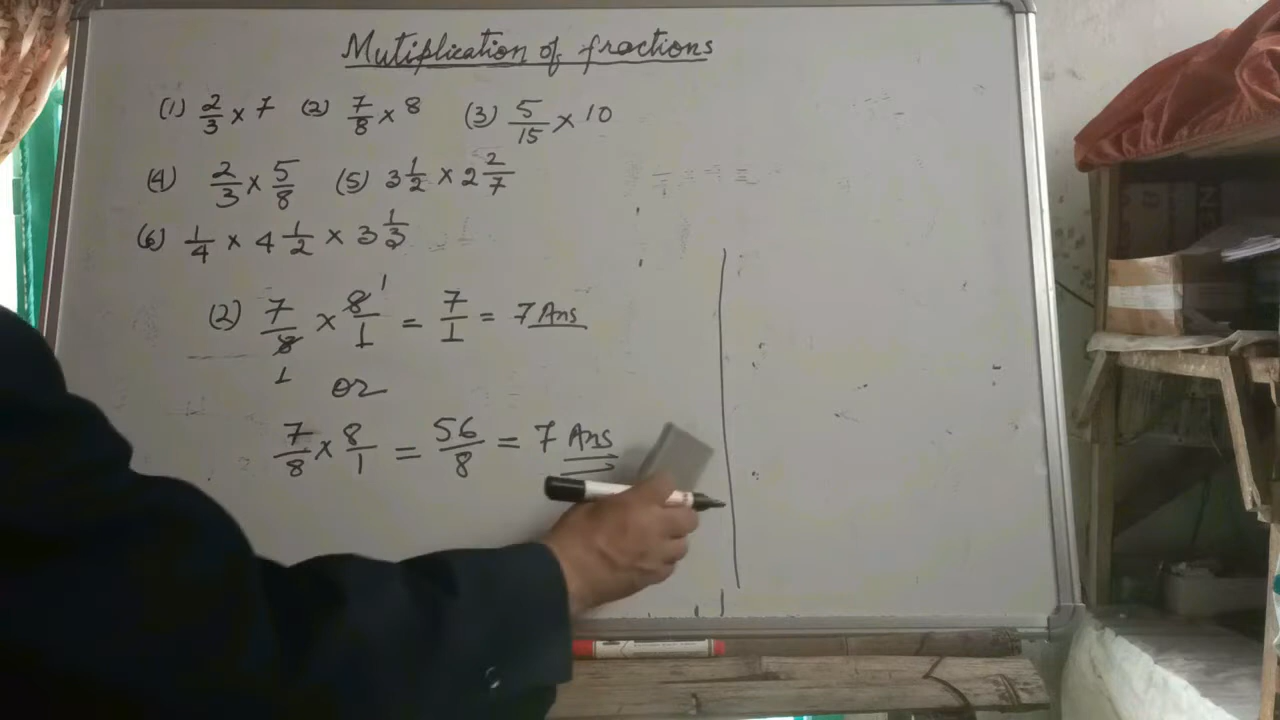 Mutiplication of fractions
(1) 2/3 × 7 (2) 7/8 × 8 (3) 5/15 × 10
(4) 2/3 × 5/8 (5) 3 1/2 × 2 2/7
(6) 1/4 × 4 1/2 × 3 1/3
(2) 7/8 1 × 8/1 1 = 7/1 = 7 Ans
or
7/8 × 8/1 = 56/8 = 7 Ans